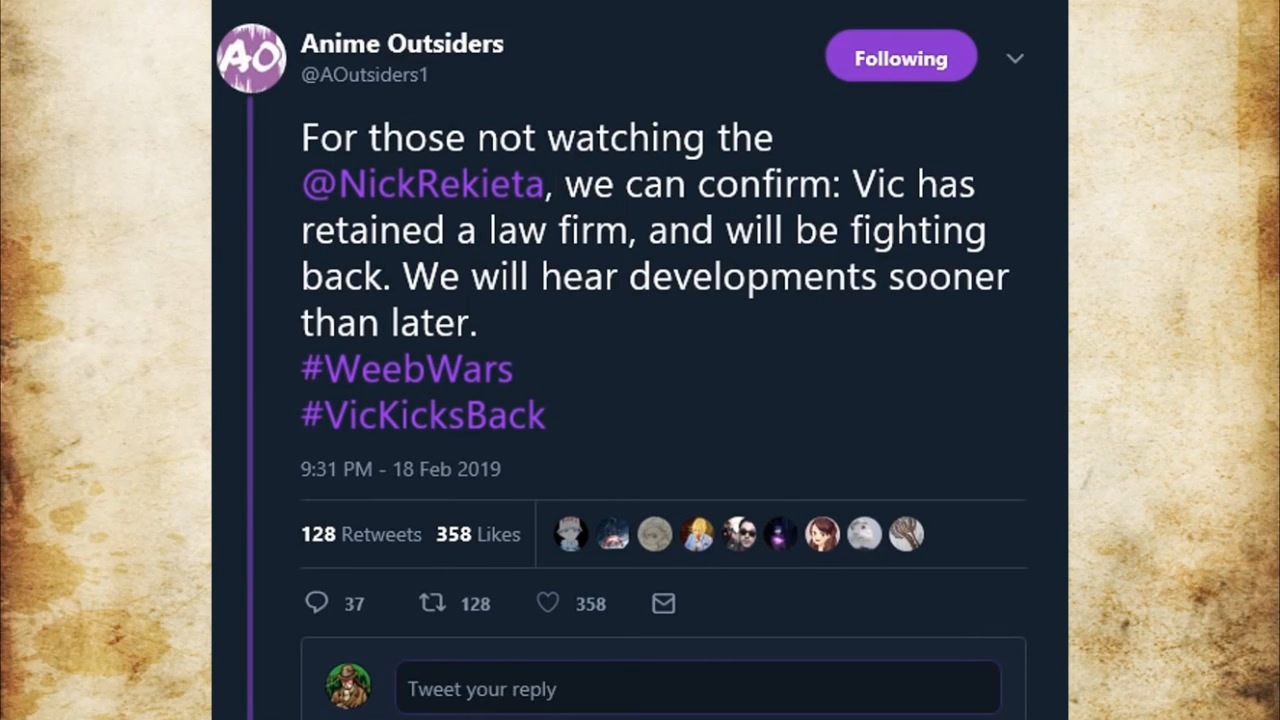 AO
Anime Outsiders
@AOutsiders1
Following
For those not watching the
@NickRekieta, we can confirm: Vic has
retained a law firm, and will be fighting
back. We will hear developments sooner
than later.
#WeebWars
#VicKicksBack
9:31 PM - 18 Feb 2019
128 Retweets 358 Likes
37 128 358
Tweet your reply